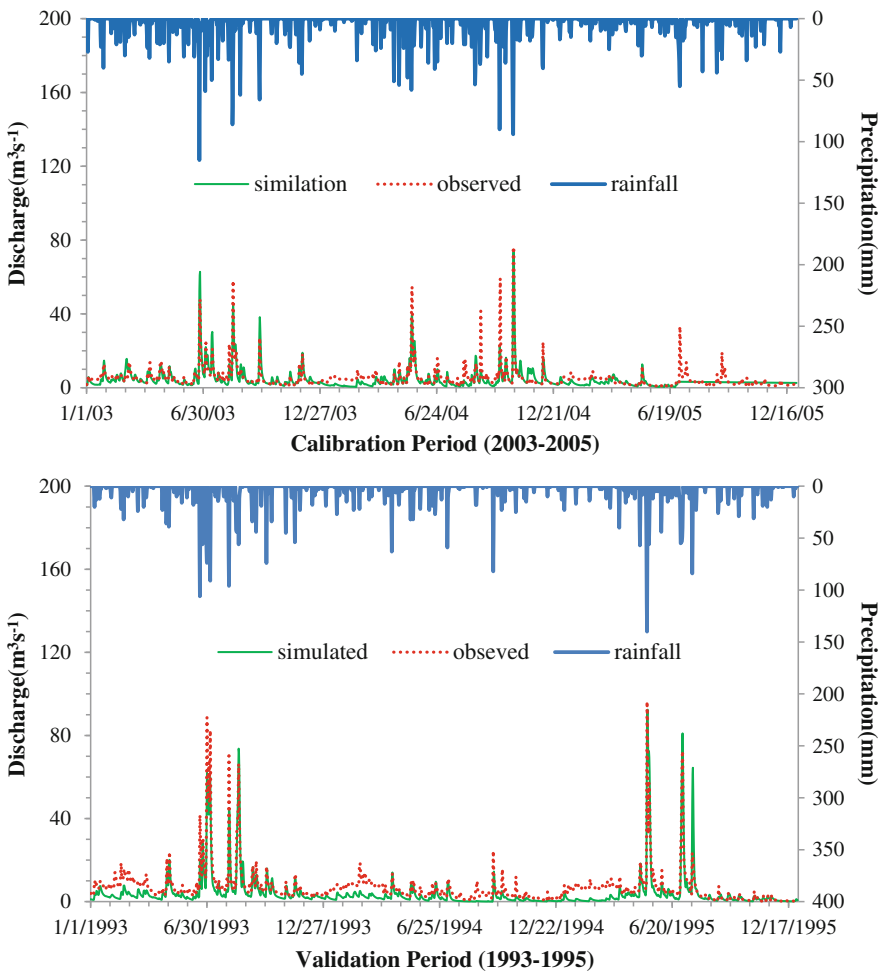 200
160
120
80
40
0
Discharge(m³s⁻¹)
0
50
100
150
200
250
300
Precipitation(mm)
similation observed rainfall
1/1/03 6/30/03 12/27/03 6/24/04 12/21/04 6/19/05 12/16/05
Calibration Period (2003-2005)
200
160
120
80
40
0
Discharge(m³s⁻¹)
0
50
100
150
200
250
300
350
400
Precipitation(mm)
simulated obseved rainfall
1/1/1993 6/30/1993 12/27/1993 6/25/1994 12/22/1994 6/20/1995 12/17/1995
Validation Period (1993-1995)